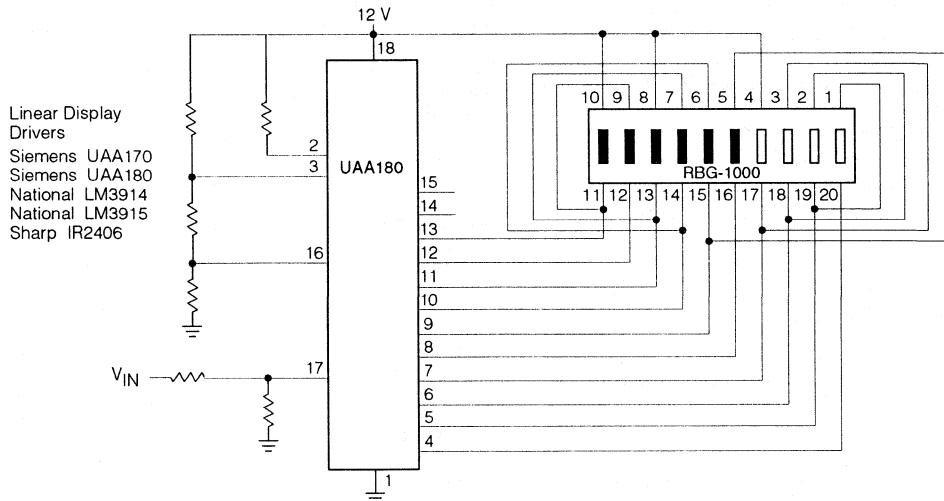 12 V
18
Linear Display
Drivers
Siemens UAA170
Siemens UAA180
National LM3914
National LM3915
Sharp IR2406
2
3
16
17
V IN
UAA180
15
14
13
12
11
10
9
8
7
6
5
4
1
10 9 8 7 6 5 4 3 2 1
RBG-1000
11 12 13 14 15 16 17 18 19 20